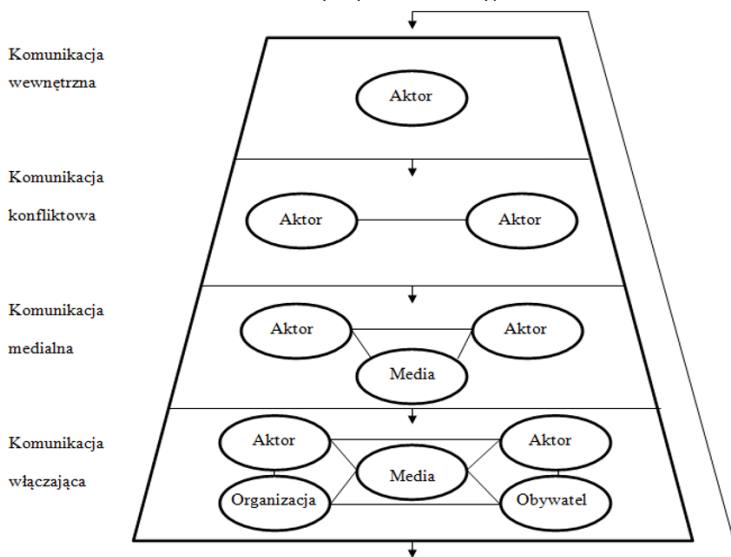 Komunikacja
wewnętrzna
Aktor
Komunikacja
konfliktowa
Aktor
Aktor
Komunikacja
medialna
Aktor
Aktor
Media
Komunikacja
włączająca
Aktor
Aktor
Media
Organizacja
Obywatel